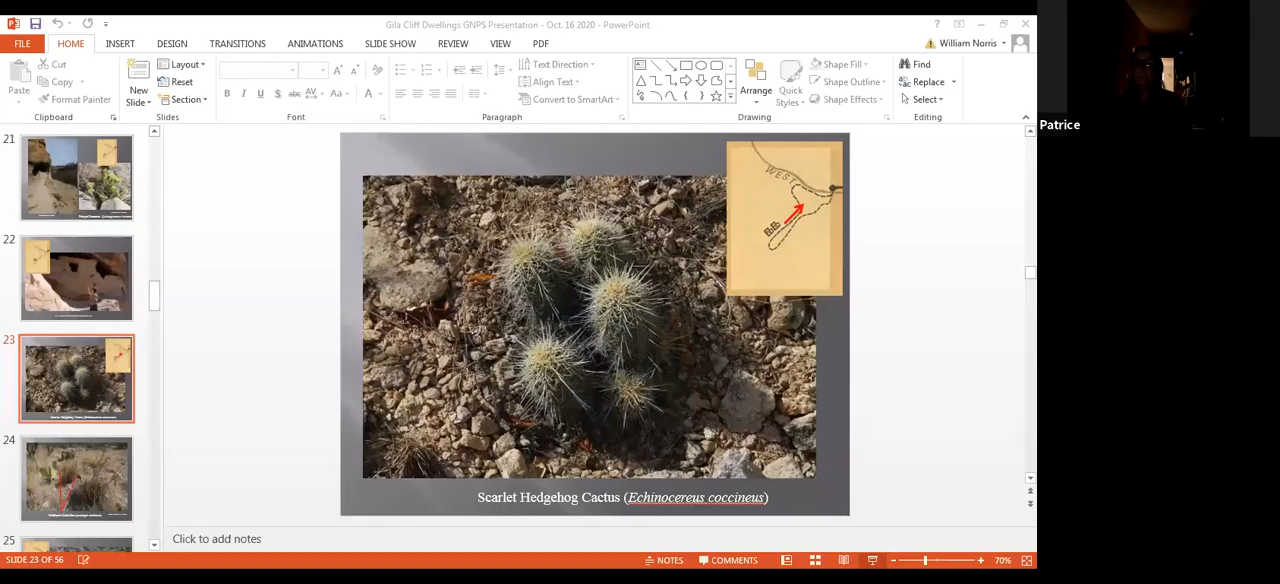 Gila Cliff Dwellings GNPS Presentation - Oct. 16 2020 - PowerPoint
FILE HOME INSERT DESIGN TRANSITIONS ANIMATIONS SLIDE SHOW REVIEW VIEW PDF
William Norris
Paste
Cut
Copy
Format Painter
Clipboard
New Slide
Layout
Reset
Section
Slides
B I U S abc AV Aa A
Font
Text Direction
Align Text
Convert to SmartArt
Paragraph
Arrange
Quick Styles
Shape Fill
Shape Outline
Shape Effects
Drawing
Find
Replace
Select
Editing
Patrice
21
22
23
24
25
WEST
Scarlet Hedgehog Cactus (Echinocereus coccineus)
Click to add notes
SLIDE 23 OF 56
NOTES
COMMENTS
70%